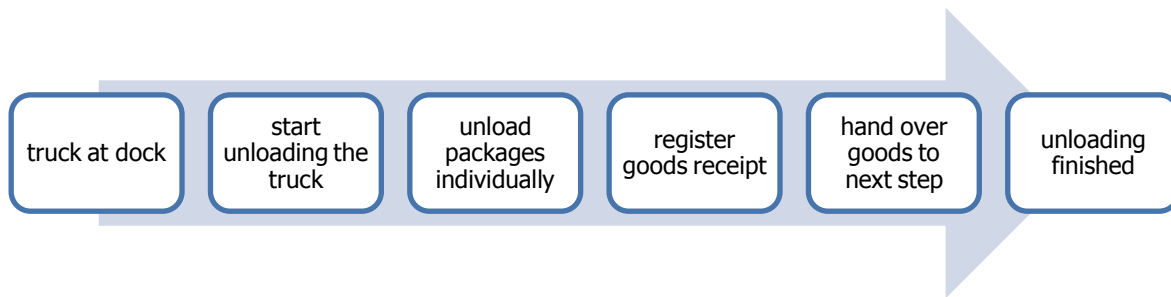 truck at dock
start
unloading the
truck
unload
packages
individually
register
goods receipt
hand over
goods to
next step
unloading
finished